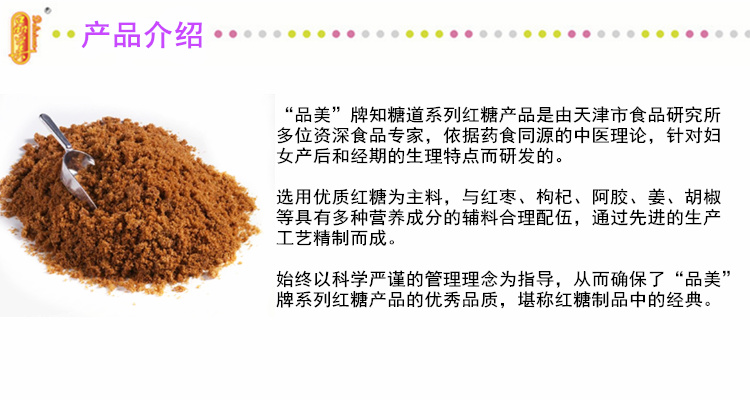 产品介绍
“品美”牌知糖道系列红糖产品是由天津市食品研究所
多位资深食品专家，依据药食同源的中医理论，针对妇
女产后和经期的生理特点而研发的。
选用优质红糖为主料，与红枣、枸杞、阿胶、姜、胡椒
等具有多种营养成分的辅料合理配伍，通过先进的生产
工艺精制而成。
始终以科学严谨的管理理念为指导，从而确保了“品美”
牌系列红糖产品的优秀品质，堪称红糖制品中的经典。